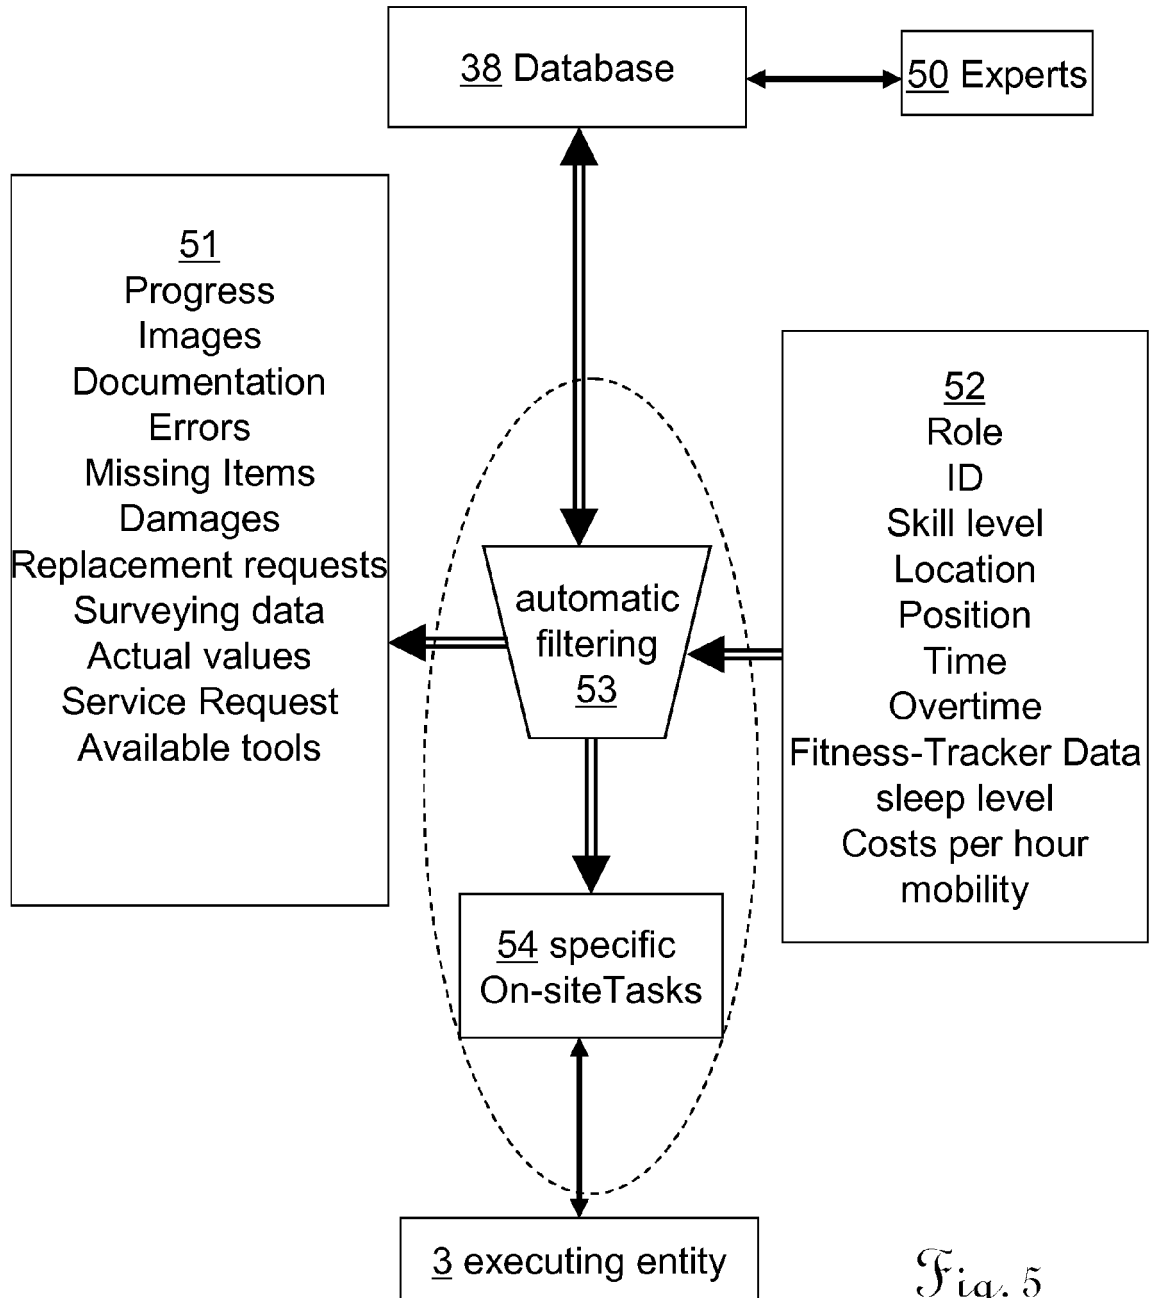 38 Database
50 Experts
51
Progress
Images
Documentation
Errors
Missing Items
Damages
Replacement requests
Surveying data
Actual values
Service Request
Available tools
52
Role
ID
Skill level
Location
Position
Time
Overtime
Fitness-Tracker Data
sleep level
Costs per hour
mobility
automatic
filtering
53
54 specific
On-siteTasks
3 executing entity
Fig. 5